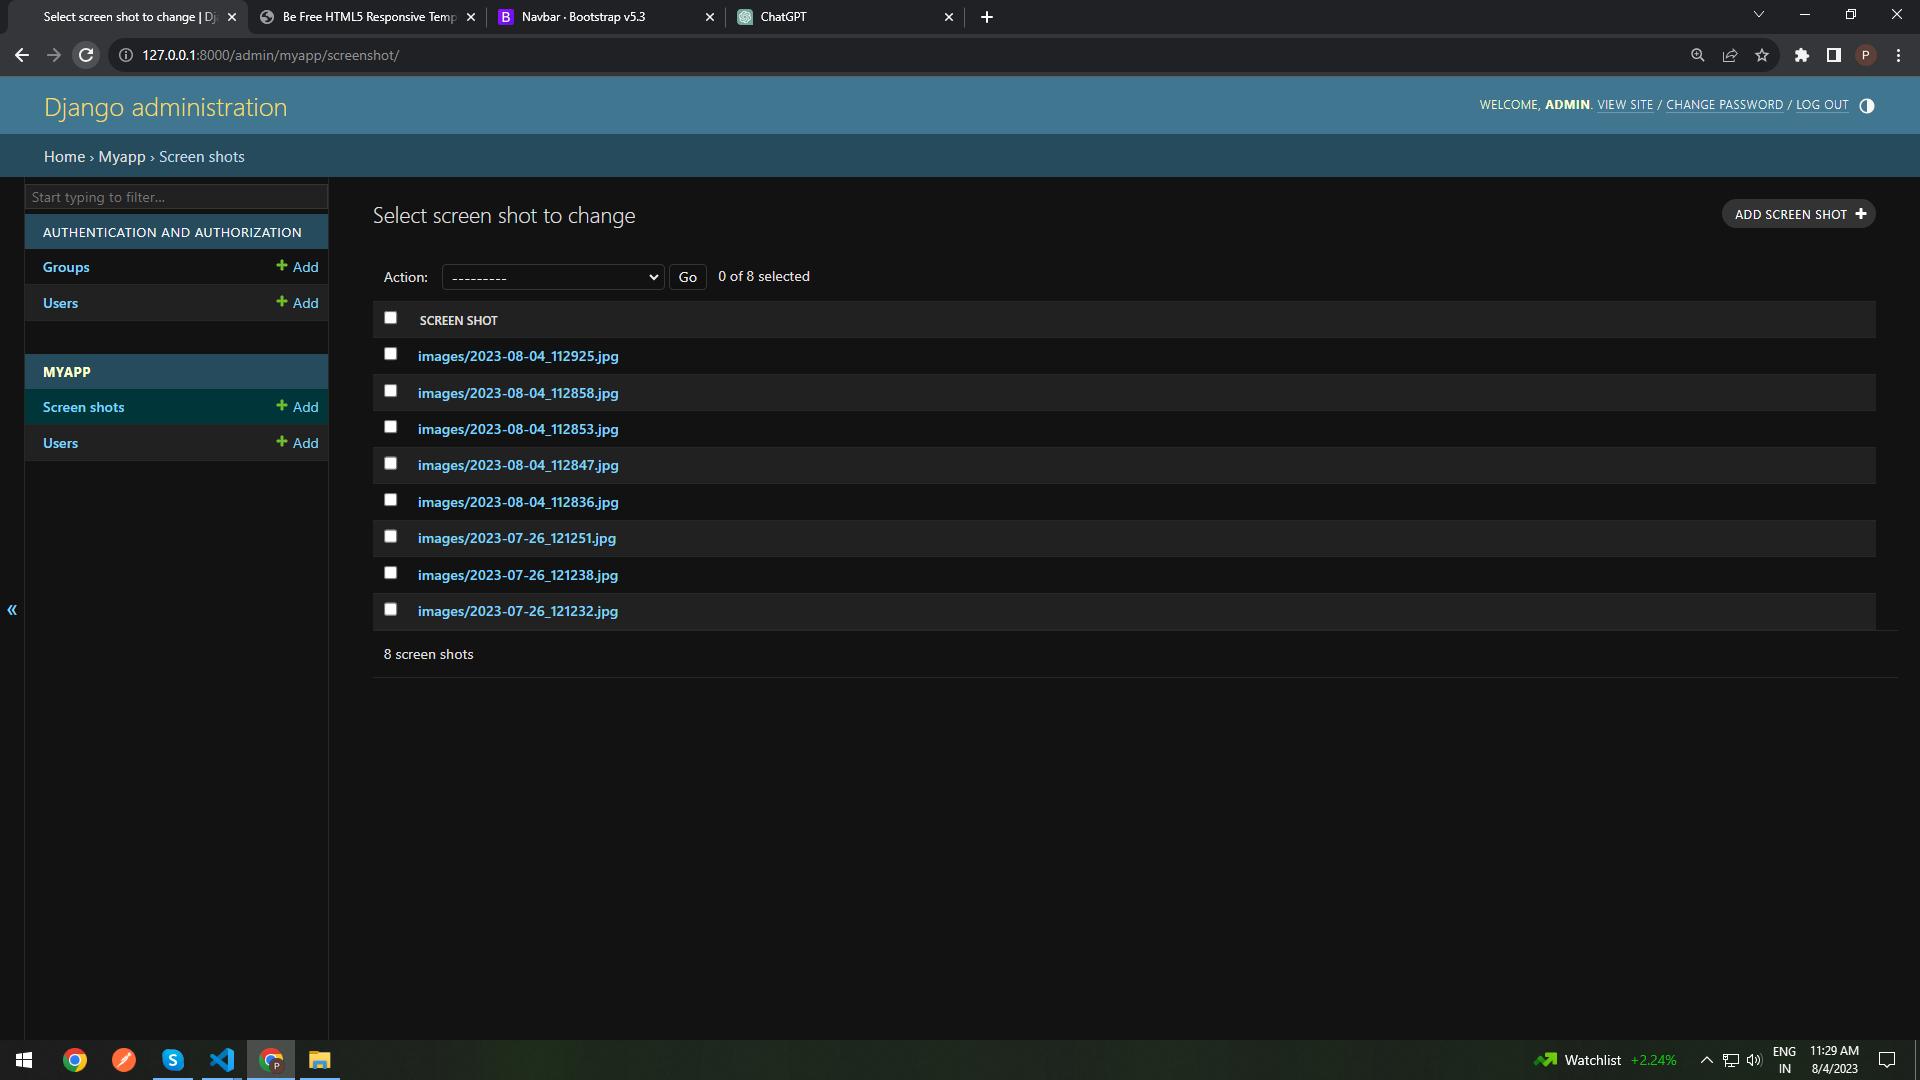 Select screen shot to change | Dj
Be Free HTML5 Responsive Temp
B Navbar · Bootstrap v5.3
ChatGPT
127.0.0.1:8000/admin/myapp/screenshot/
P
Django administration
WELCOME, ADMIN. VIEW SITE / CHANGE PASSWORD / LOG OUT
Home › Myapp › Screen shots
Start typing to filter...
AUTHENTICATION AND AUTHORIZATION
Groups + Add
Users + Add
MYAPP
Screen shots + Add
Users + Add
«
Select screen shot to change
ADD SCREEN SHOT +
Action: --------- Go 0 of 8 selected
SCREEN SHOT
images/2023-08-04_112925.jpg
images/2023-08-04_112858.jpg
images/2023-08-04_112853.jpg
images/2023-08-04_112847.jpg
images/2023-08-04_112836.jpg
images/2023-07-26_121251.jpg
images/2023-07-26_121238.jpg
images/2023-07-26_121232.jpg
8 screen shots
S
P
Watchlist +2.24%
ENG
IN
11:29 AM
8/4/2023